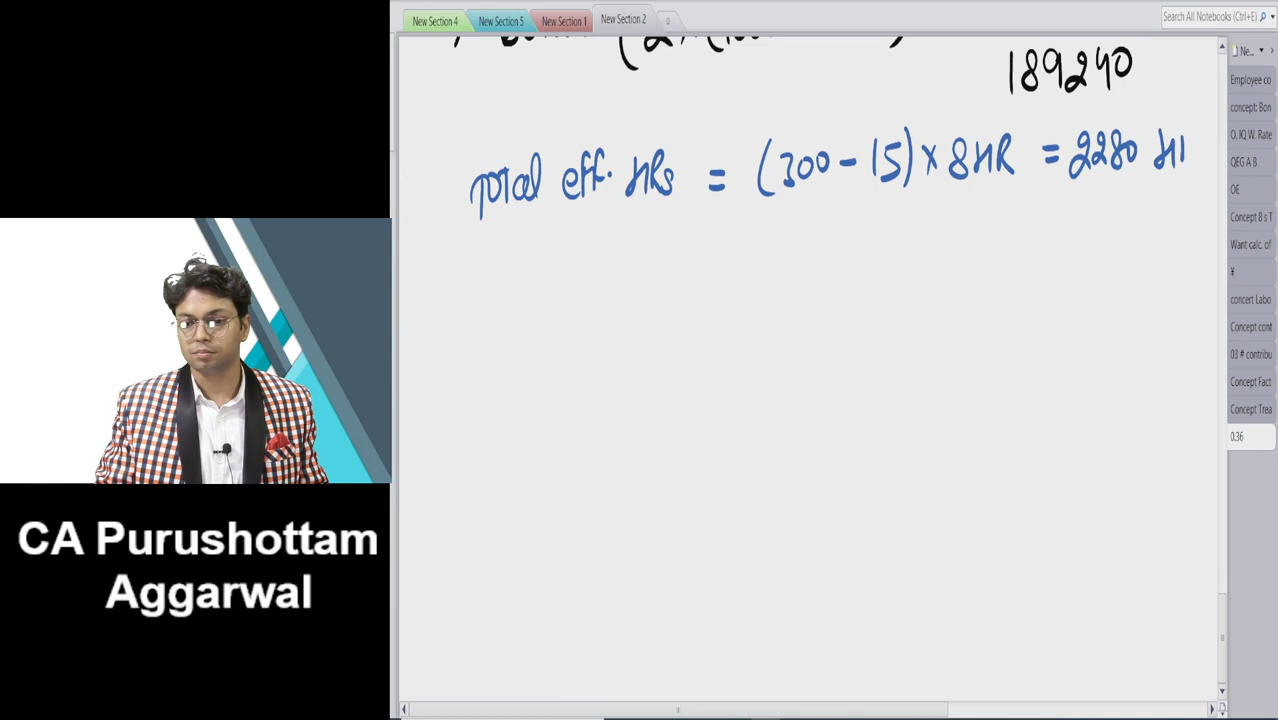 New Section 4 New Section 5 New Section 1 New Section 2
Search All Notebooks (Ctrl+E)
Ne...
189240
Total eff. HRs = (300 - 15) × 8 HR = 2280 H
CA Purushottam
Aggarwal
Employee co
concept: Bon
O. IQ W. Rate
QEG A B
OE
Concept 8 s T
Want calc. of
¥
concert Labo
Concept cont
03 # contribu
Concept Fact
Concept Trea
0.36